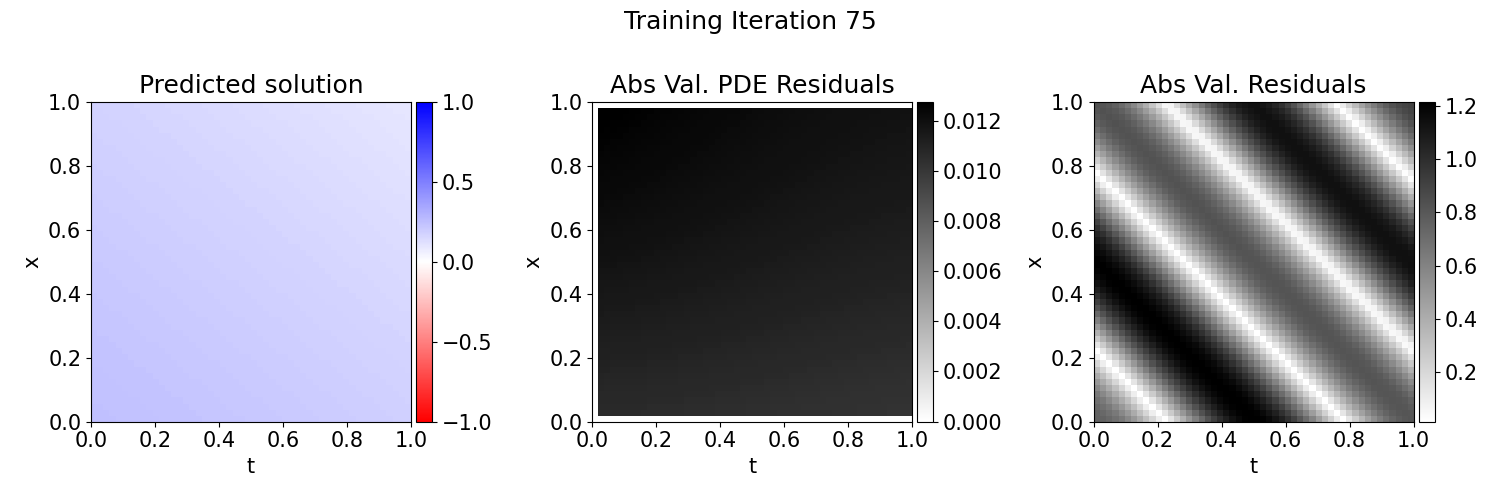 Training Iteration 75
Predicted solution
1.0
0.8
0.6
0.4
0.2
0.0
x
0.0 0.2 0.4 0.6 0.8 1.0
t
1.0
0.5
0.0
−0.5
−1.0
Abs Val. PDE Residuals
1.0
0.8
0.6
0.4
0.2
0.0
x
0.0 0.2 0.4 0.6 0.8 1.0
t
0.012
0.010
0.008
0.006
0.004
0.002
0.000
Abs Val. Residuals
1.0
0.8
0.6
0.4
0.2
0.0
x
0.0 0.2 0.4 0.6 0.8 1.0
t
1.2
1.0
0.8
0.6
0.4
0.2